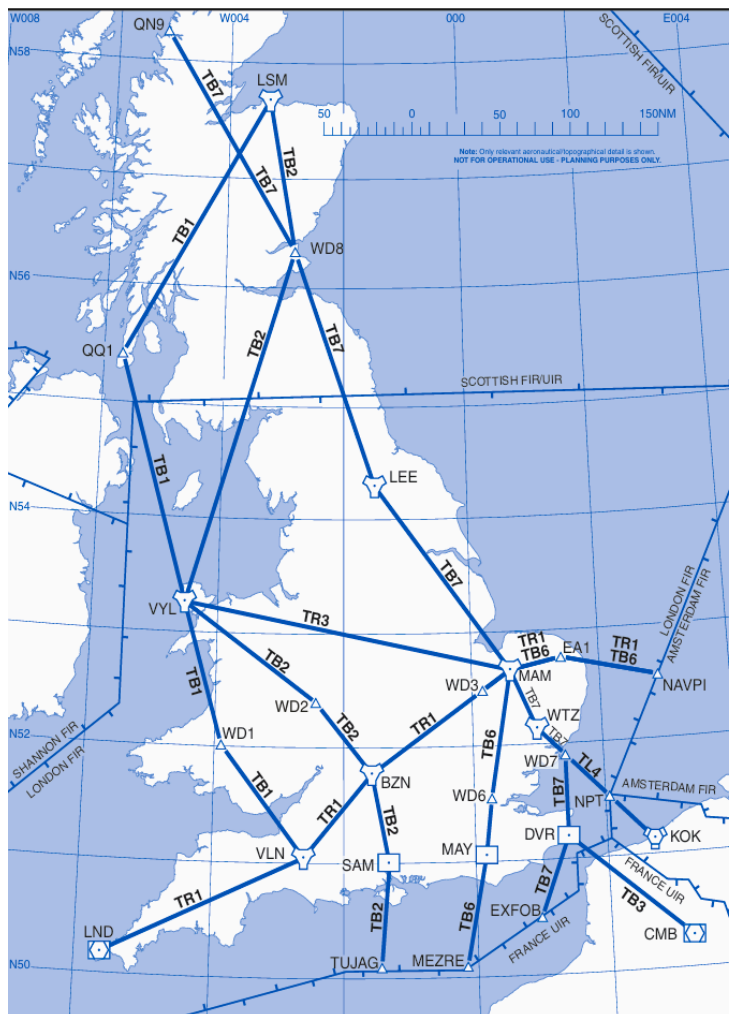 W008
W004
000
E004
QN9
N58
SCOTTISH FIR/UIR
TB7
LSM
50 0 50 100 150NM
TB2
Note: Only relevant aeronautical/topographical detail is shown.
NOT FOR OPERATIONAL USE - PLANNING PURPOSES ONLY.
TB7
TB1
WD8
N56
TB2
TB7
QQ1
SCOTTISH FIR/UIR
TB1
LEE
N54
TB7
VYL
TR3
LONDON FIR
AMSTERDAM FIR
TR1
TB6
EA1
TR1
TB6
TB2
MAM
NAVPI
TB1
WD3
TB7
WD2
WTZ
TB2
TR1
TB6
TB7
SHANNON FIR
LONDON FIR
N52
WD1
WD7
TL4
BZN
AMSTERDAM FIR
TB1
WD6
TB7
NPT
TR1
TB2
DVR
KOK
VLN
SAM
MAY
FRANCE UIR
TR1
TB7
TB3
TB2
TB6
EXFOB
LND
FRANCE UIR
CMB
N50
TUJAG
MEZRE